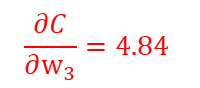 ∂C/∂w₃ = 4.84